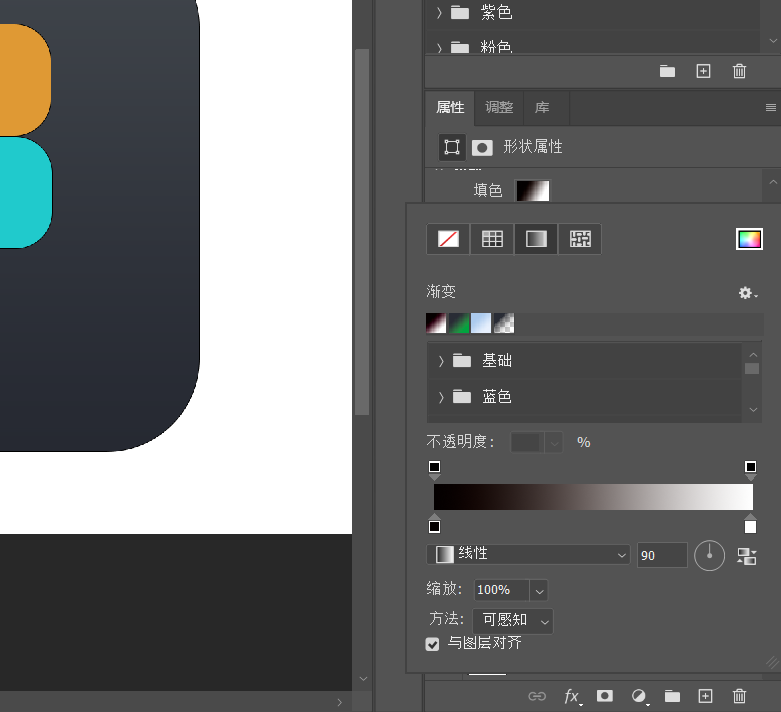 紫色
粉色
属性 调整 库
形状属性
填色
渐变
基础
蓝色
不透明度： %
线性 90
缩放： 100%
方法： 可感知
与图层对齐
fx